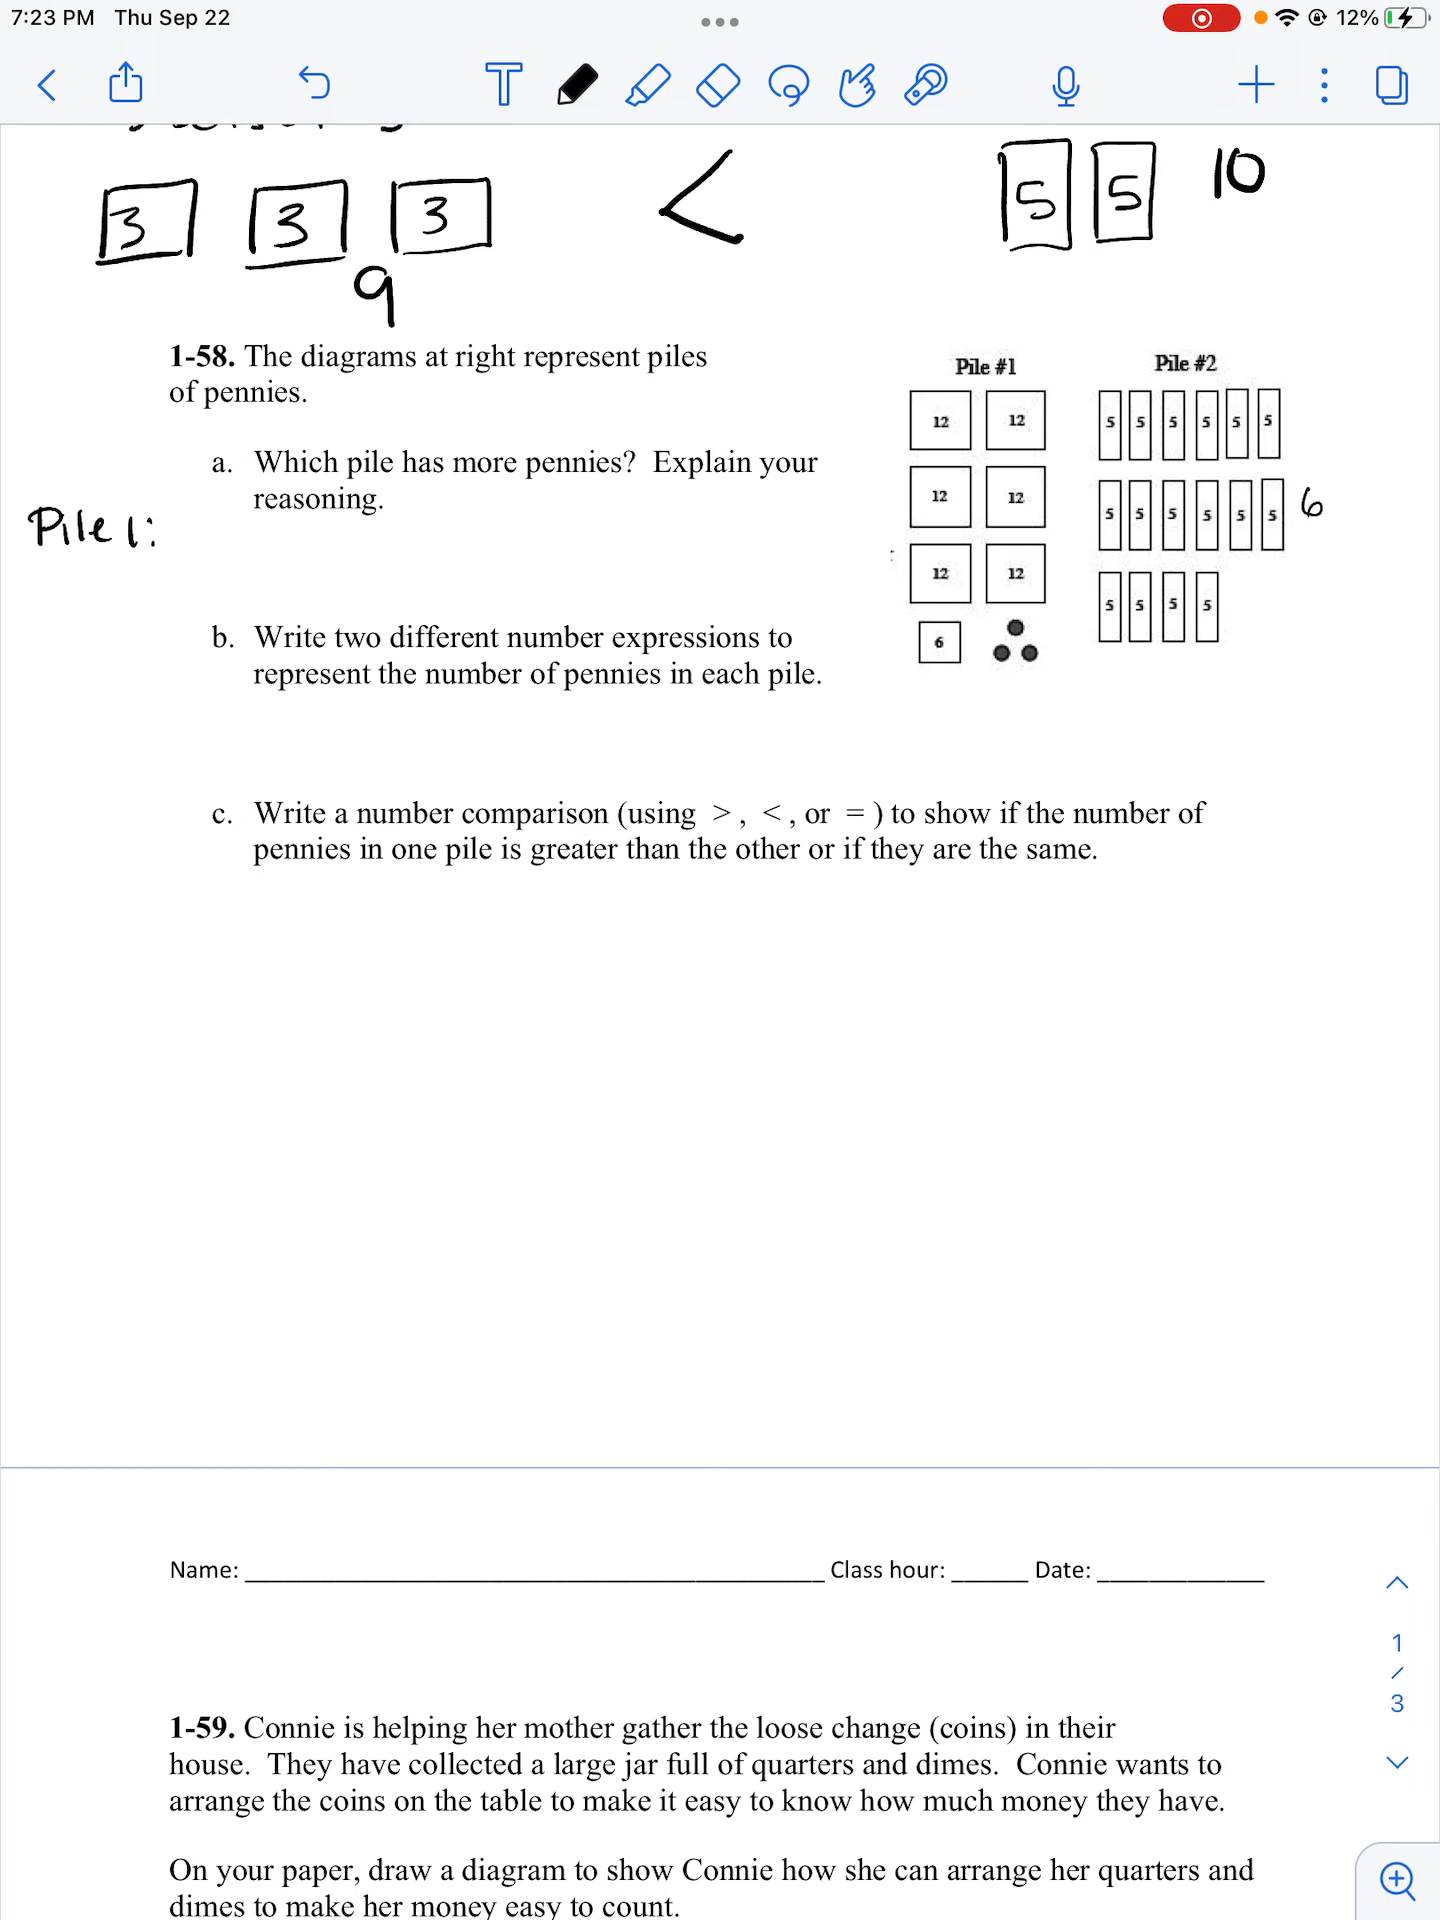 7:23 PM Thu Sep 22
12%
T
3 3 3 < 5 5 10
9
1-58. The diagrams at right represent piles
of pennies.
a. Which pile has more pennies? Explain your
reasoning.
Pile 1:
b. Write two different number expressions to
represent the number of pennies in each pile.
Pile #1
12 12
12 12
12 12
6
Pile #2
5 5 5 5 5 5
5 5 5 5 5 5 6
5 5 5 5
c. Write a number comparison (using >, <, or = ) to show if the number of
pennies in one pile is greater than the other or if they are the same.
Name: Class hour: Date:
1
/
3
1-59. Connie is helping her mother gather the loose change (coins) in their
house. They have collected a large jar full of quarters and dimes. Connie wants to
arrange the coins on the table to make it easy to know how much money they have.
On your paper, draw a diagram to show Connie how she can arrange her quarters and
dimes to make her money easy to count.